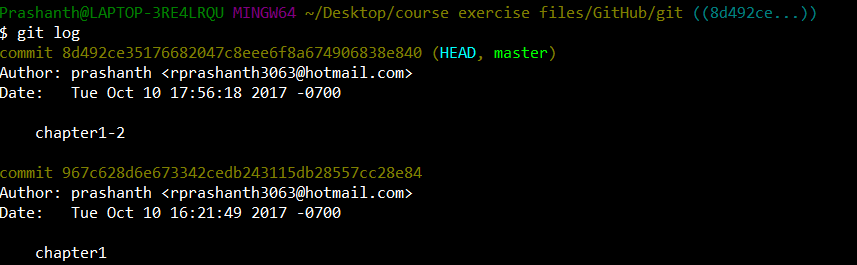 Prashanth@LAPTOP-3RE4LRQU MINGW64 ~/Desktop/course exercise files/GitHub/git ((8d492ce...))
$ git log
commit 8d492ce35176682047c8eee6f8a674906838e840 (HEAD, master)
Author: prashanth <rprashanth3063@hotmail.com>
Date:   Tue Oct 10 17:56:18 2017 -0700
    chapter1-2
commit 967c628d6e673342cedb243115db28557cc28e84
Author: prashanth <rprashanth3063@hotmail.com>
Date:   Tue Oct 10 16:21:49 2017 -0700
    chapter1